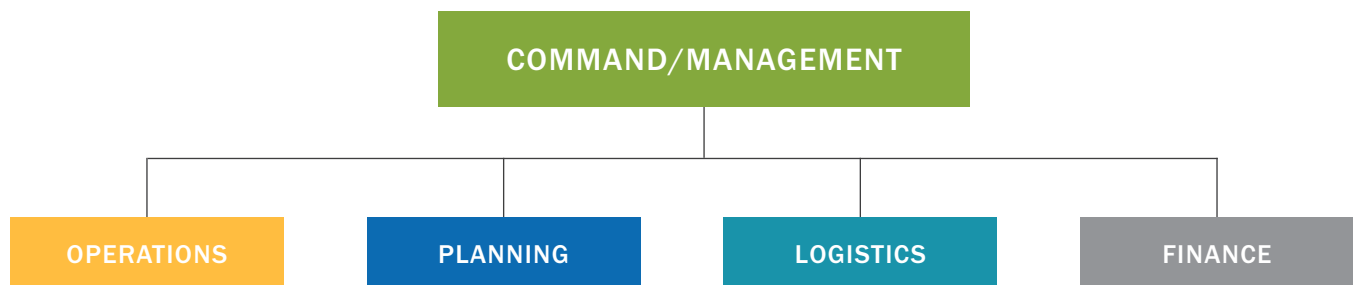 COMMAND/MANAGEMENT
OPERATIONS
PLANNING
LOGISTICS
FINANCE